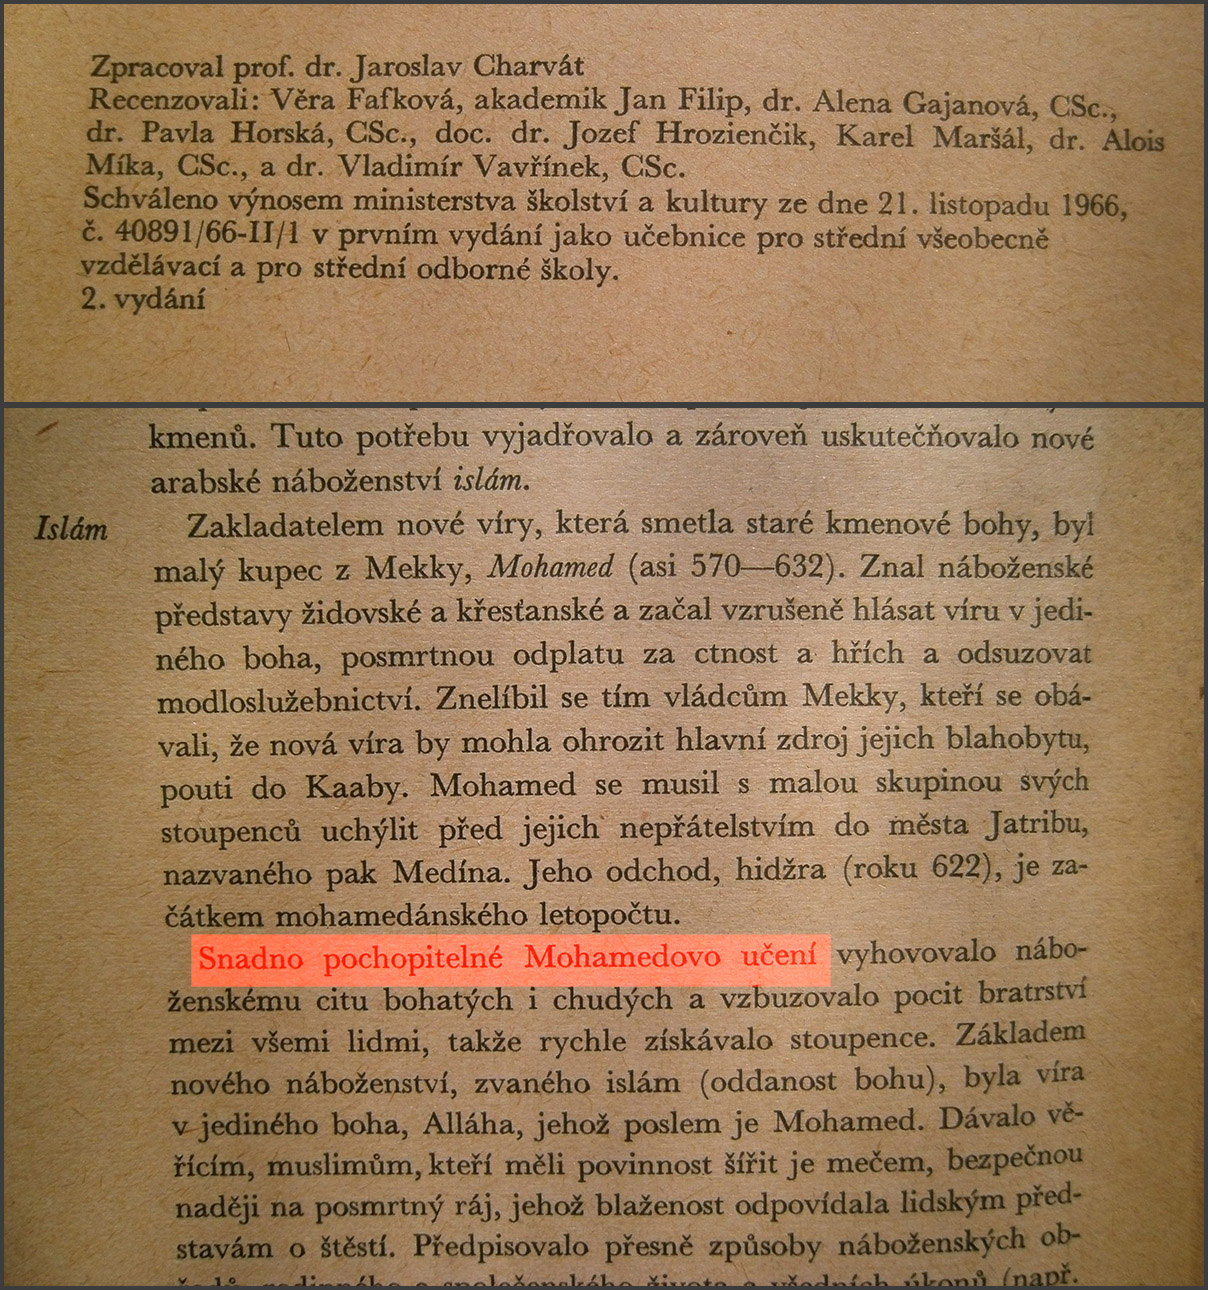 Zpracoval prof. dr. Jaroslav Charvát
Recenzovali: Věra Fafková, akademik Jan Filip, dr. Alena Gajanová, CSc.,
dr. Pavla Horská, CSc., doc. dr. Jozef Hrozienčik, Karel Maršál, dr. Alois
Míka, CSc., a dr. Vladimír Vavřínek, CSc.
Schváleno výnosem ministerstva školství a kultury ze dne 21. listopadu 1966,
č. 40891/66-II/1 v prvním vydání jako učebnice pro střední všeobecně
vzdělávací a pro střední odborné školy.
2. vydání
kmenů. Tuto potřebu vyjadřovalo a zároveň uskutečňovalo nové
arabské náboženství islám.
Islám
Zakladatelem nové víry, která smetla staré kmenové bohy, byl
malý kupec z Mekky, Mohamed (asi 570—632). Znal náboženské
představy židovské a křesťanské a začal vzrušeně hlásat víru v jedi-
ného boha, posmrtnou odplatu za ctnost a hřích a odsuzovat
modloslužebnictví. Znelíbil se tím vládcům Mekky, kteří se obá-
vali, že nová víra by mohla ohrozit hlavní zdroj jejich blahobytu,
pouti do Kaaby. Mohamed se musil s malou skupinou svých
stoupenců uchýlit před jejich nepřátelstvím do města Jatribu,
nazvaného pak Medína. Jeho odchod, hidžra (roku 622), je za-
čátkem mohamedánského letopočtu.
Snadno pochopitelné Mohamedovo učení vyhovovalo nábo-
ženskému citu bohatých i chudých a vzbuzovalo pocit bratrství
mezi všemi lidmi, takže rychle získávalo stoupence. Základem
nového náboženství, zvaného islám (oddanost bohu), byla víra
v jediného boha, Alláha, jehož poslem je Mohamed. Dávalo vě-
řícím, muslimům, kteří měli povinnost šířit je mečem, bezpečnou
naději na posmrtný ráj, jehož blaženost odpovídala lidským před-
stavám o štěstí. Předpisovalo přesně způsoby náboženských ob-
řadů, rodinného a společenského života a všedních úkonů (např.